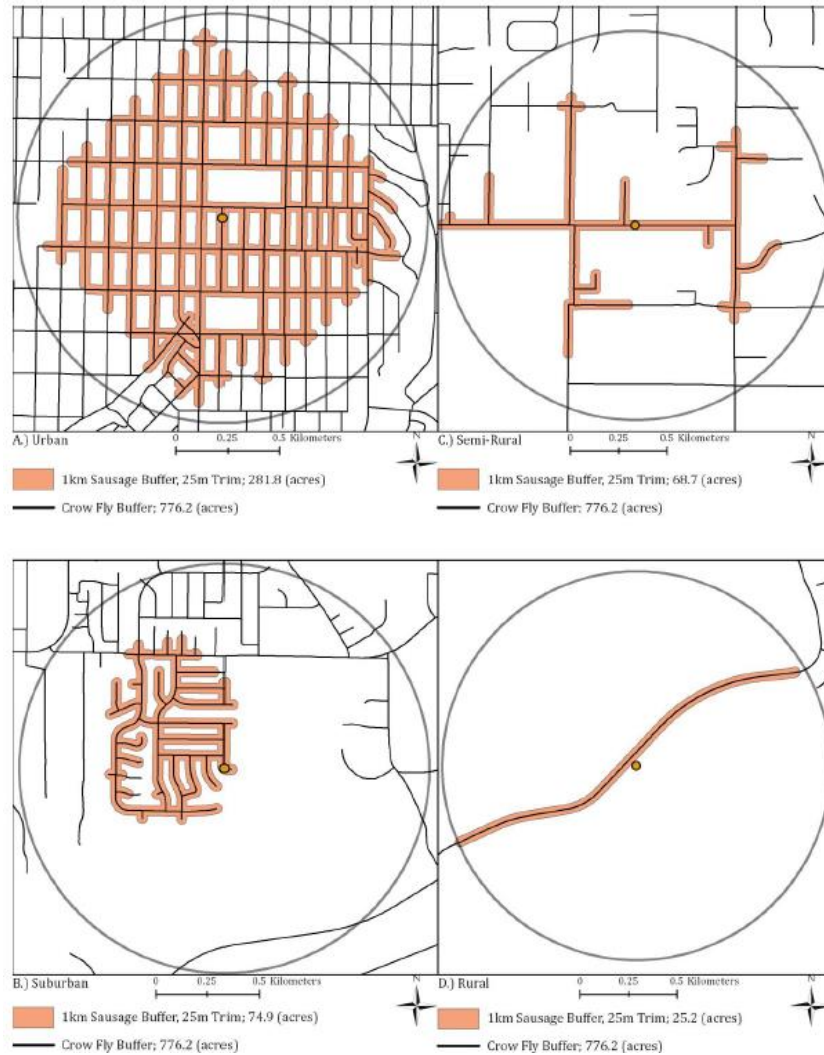 A.) Urban
0 0.25 0.5 Kilometers
N
1km Sausage Buffer, 25m Trim; 281.8 (acres)
Crow Fly Buffer; 776.2 (acres)
C.) Semi-Rural
0 0.25 0.5 Kilometers
N
1km Sausage Buffer, 25m Trim; 68.7 (acres)
Crow Fly Buffer; 776.2 (acres)
B.) Suburban
0 0.25 0.5 Kilometers
N
1km Sausage Buffer, 25m Trim; 74.9 (acres)
Crow Fly Buffer; 776.2 (acres)
D.) Rural
0 0.25 0.5 Kilometers
N
1km Sausage Buffer, 25m Trim; 25.2 (acres)
Crow Fly Buffer; 776.2 (acres)